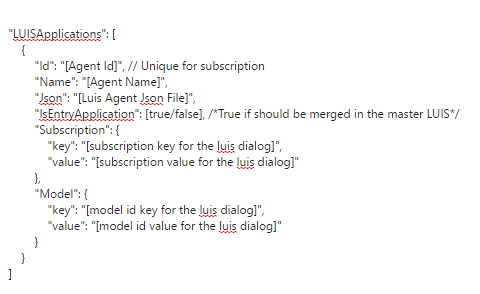 "LUISApplications": [
{
"Id": "[Agent Id]", // Unique for subscription
"Name": "[Agent Name]",
"Json": "[Luis Agent Json File]",
"IsEntryApplication": [true/false], /*True if should be merged in the master LUIS*/
"Subscription": {
"key": "[subscription key for the luis dialog]",
"value": "[subscription value for the luis dialog]"
},
"Model": {
"key": "[model id key for the luis dialog]",
"value": "[model id value for the luis dialog]"
}
}
]